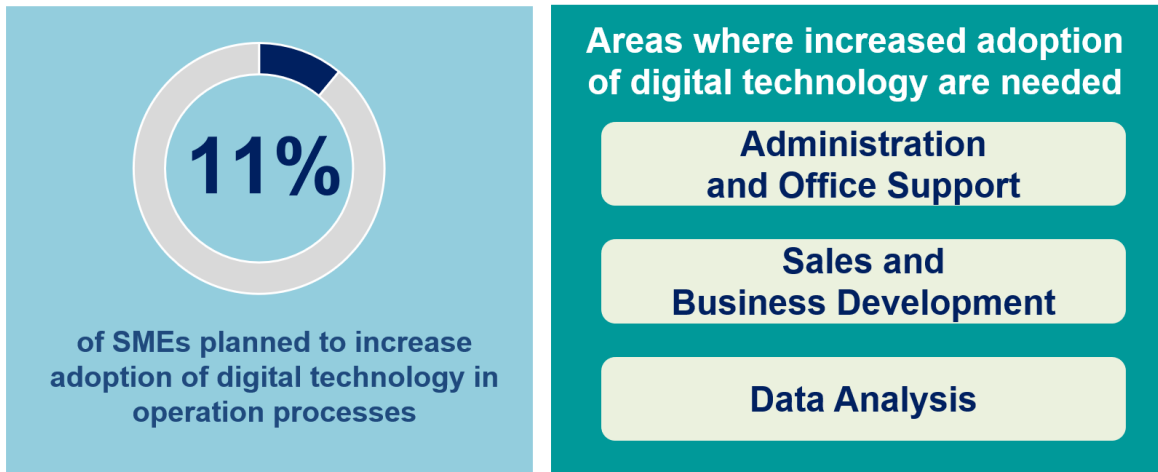 11%
of SMEs planned to increase
adoption of digital technology in
operation processes
Areas where increased adoption
of digital technology are needed
Administration
and Office Support
Sales and
Business Development
Data Analysis